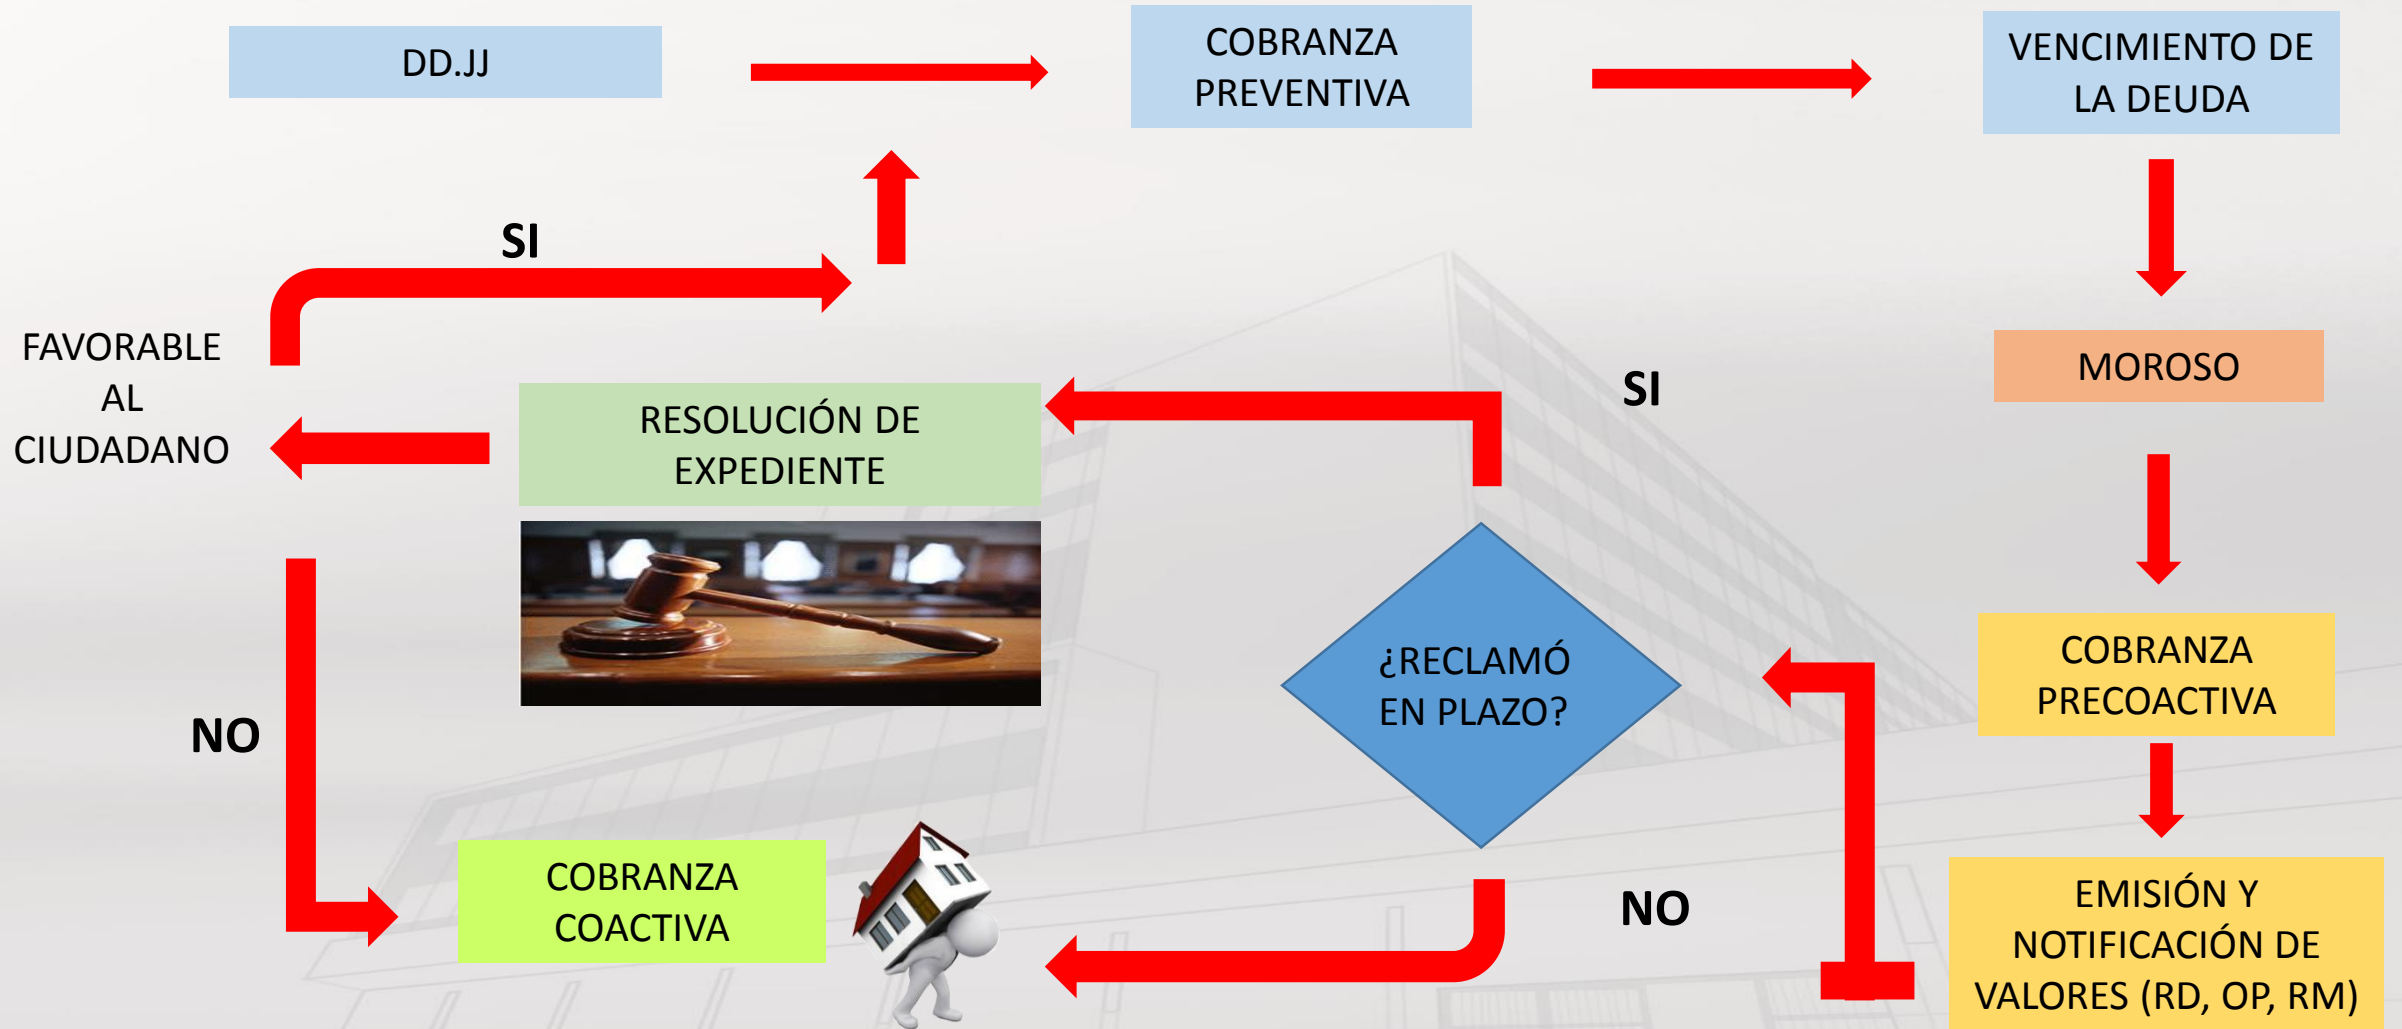 DD.JJ
COBRANZA
PREVENTIVA
VENCIMIENTO DE
LA DEUDA
SI
FAVORABLE
AL
CIUDADANO
RESOLUCIÓN DE
EXPEDIENTE
SI
MOROSO
¿RECLAMÓ
EN PLAZO?
COBRANZA
PRECOACTIVA
NO
COBRANZA
COACTIVA
NO
EMISIÓN Y
NOTIFICACIÓN DE
VALORES (RD, OP, RM)